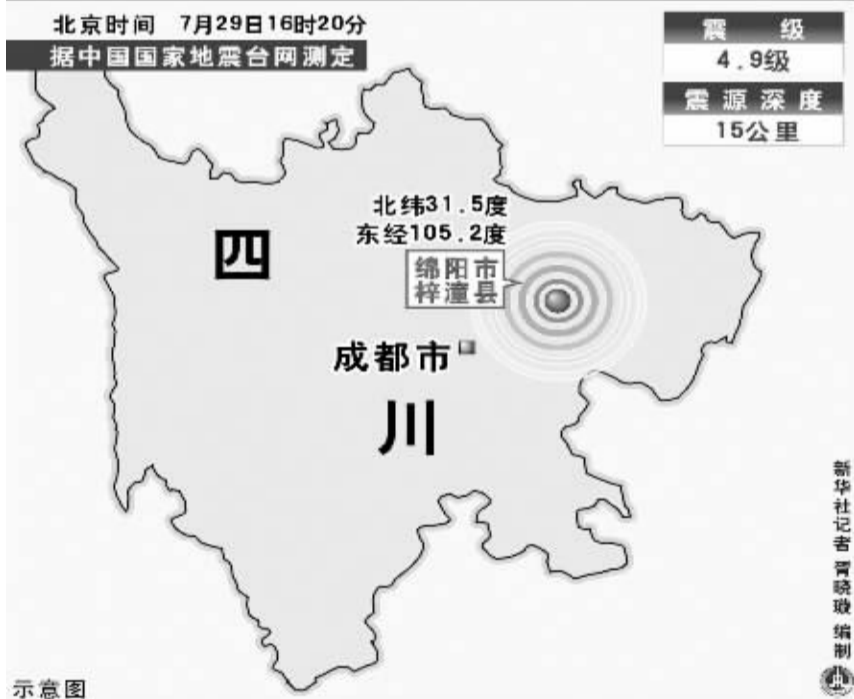 北京时间 7月29日16时20分
据中国国家地震台网测定
震级
4.9级
震源深度
15公里
北纬31.5度
东经105.2度
绵阳市
梓潼县
四
成都市
川
新华社记者 胥晓璇 编制
示意图